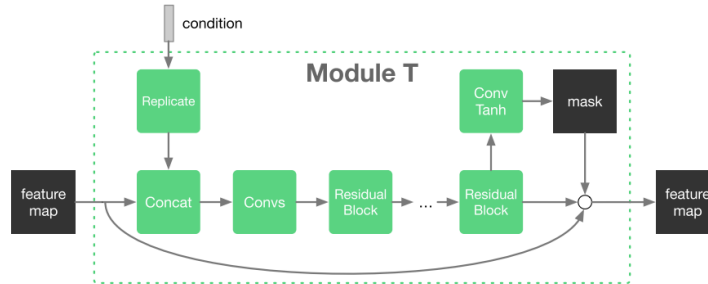 condition
Module T
Replicate
Conv
Tanh
mask
feature
map
Concat
Convs
Residual
Block
...
Residual
Block
feature
map